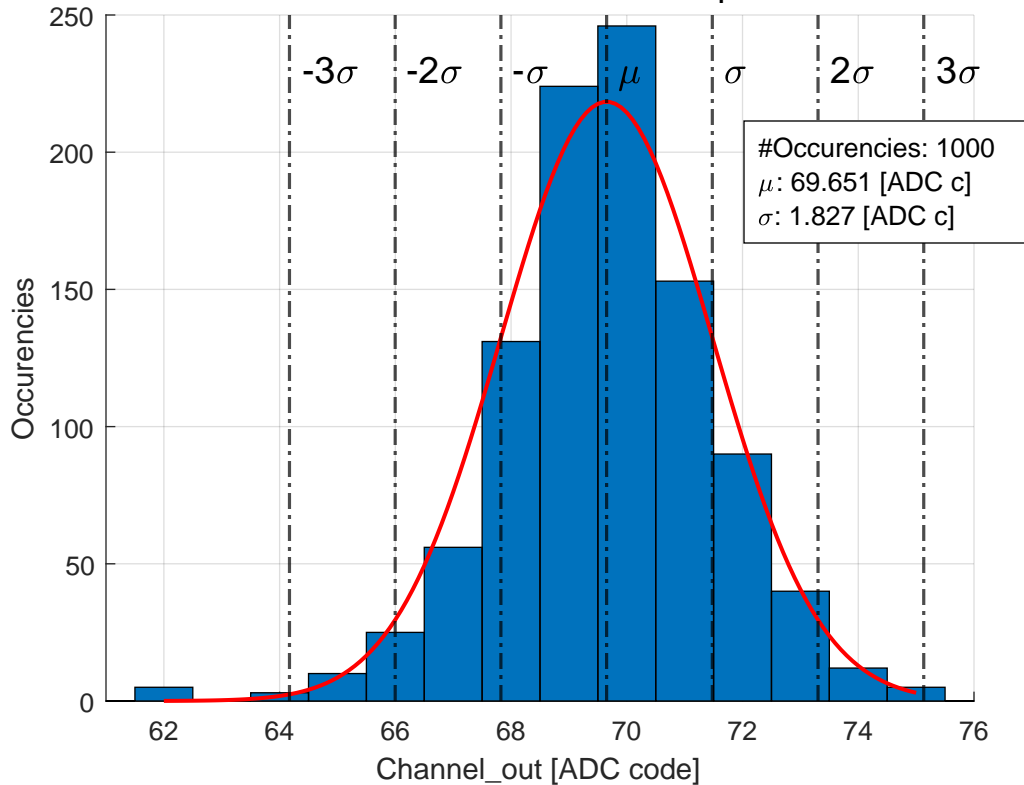 250
200
150
100
50
0
-3σ
-2σ
-σ
μ
σ
2σ
3σ
#Occurencies: 1000
μ: 69.651 [ADC c]
σ: 1.827 [ADC c]
Occurencies
62
64
66
68
70
72
74
76
Channel_out [ADC code]